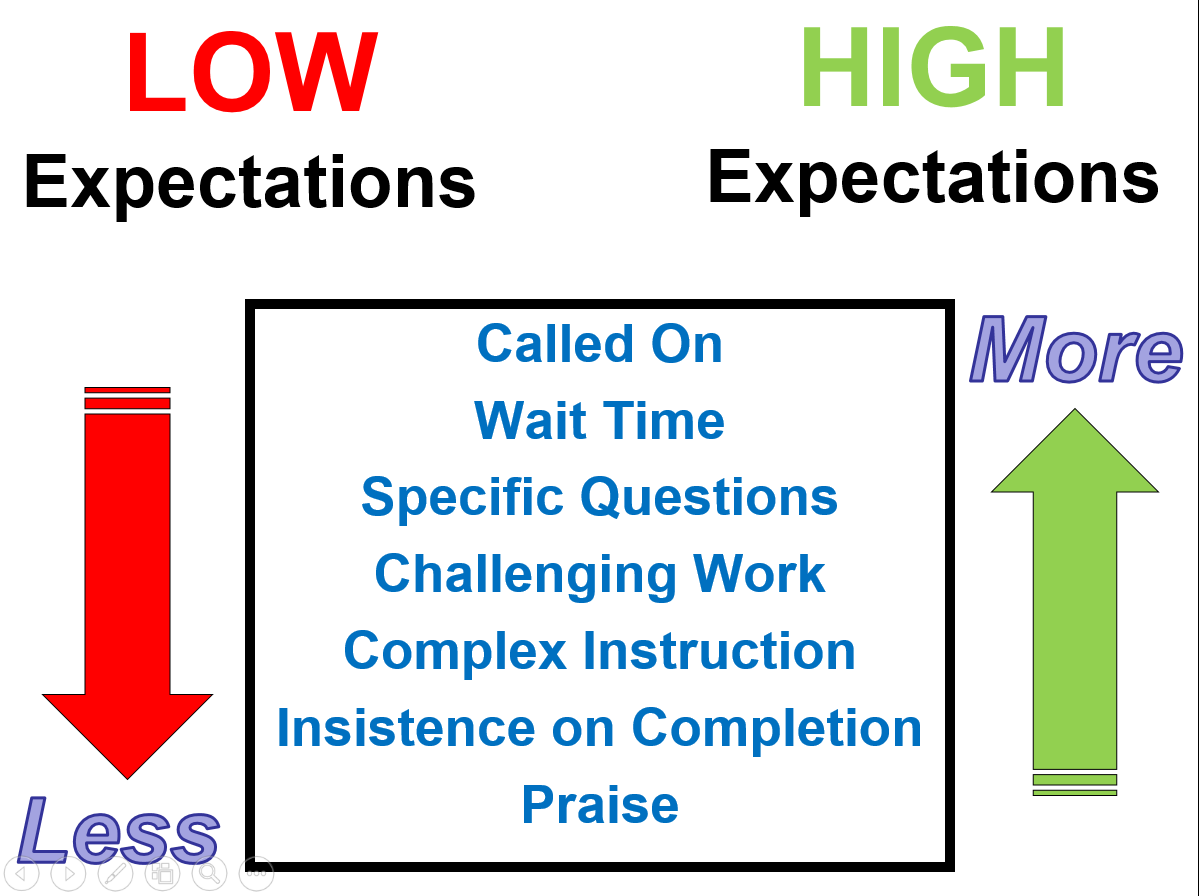 LOW
Expectations
HIGH
Expectations
Called On
Wait Time
Specific Questions
Challenging Work
Complex Instruction
Insistence on Completion
Praise
More
Less